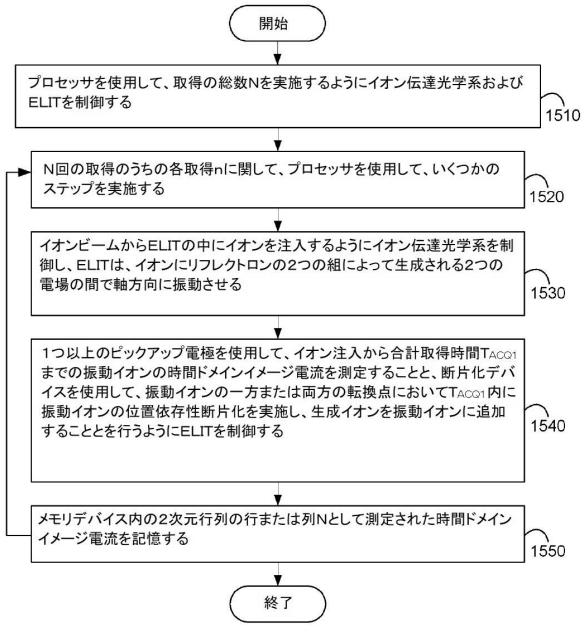 開始
プロセッサを使用して、取得の総数Nを実施するようにイオン伝達光学系および
ELITを制御する
1510
N回の取得のうちの各取得nに関して、プロセッサを使用して、いくつかの
ステップを実施する
1520
イオンビームからELITの中にイオンを注入するようにイオン伝達光学系を制
御し、ELITは、イオンにリフレクトロンの2つの組によって生成される2つの
電場の間で軸方向に振動させる
1530
1つ以上のピックアップ電極を使用して、イオン注入から合計取得時間TACQ1
までの振動イオンの時間ドメインイメージ電流を測定することと、断片化デバ
イスを使用して、振動イオンの一方または両方の転換点においてTACQ1内に
振動イオンの位置依存性断片化を実施し、生成イオンを振動イオンに追加
することとを行うようにELITを制御する
1540
メモリデバイス内の2次元行列の行または列Nとして測定された時間ドメイン
イメージ電流を記憶する
1550
終了